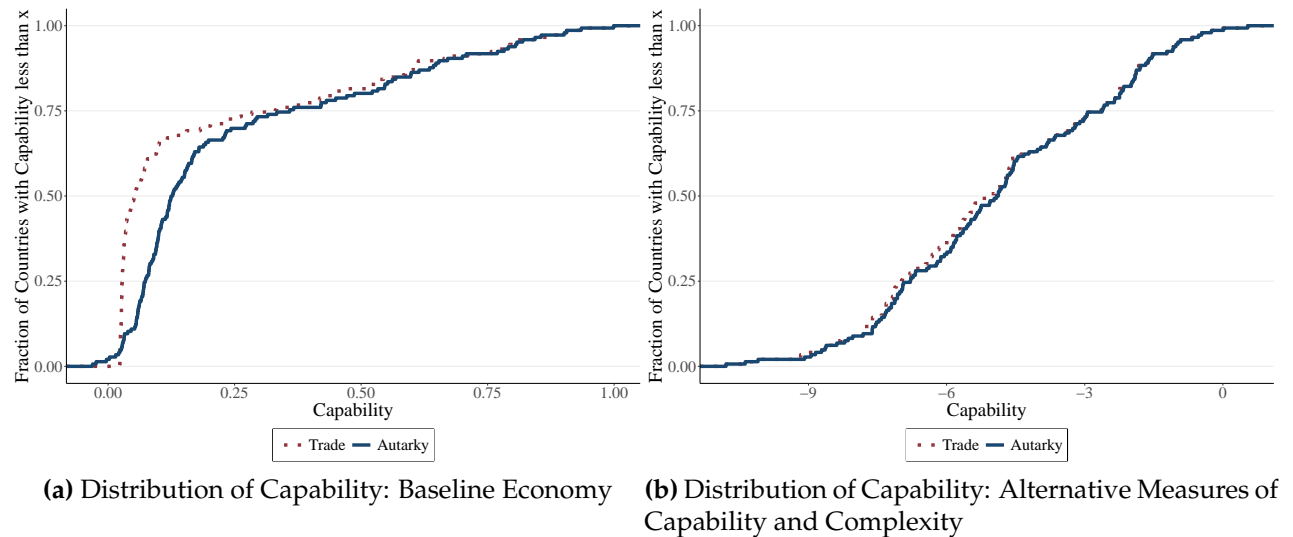 Fraction of Countries with Capability less than x
1.00
0.75
0.50
0.25
0.00
0.00 0.25 0.50 0.75 1.00
Capability
Trade Autarky
(a) Distribution of Capability: Baseline Economy
Fraction of Countries with Capability less than x
1.00
0.75
0.50
0.25
0.00
−9 −6 −3 0
Capability
Trade Autarky
(b) Distribution of Capability: Alternative Measures of
Capability and Complexity